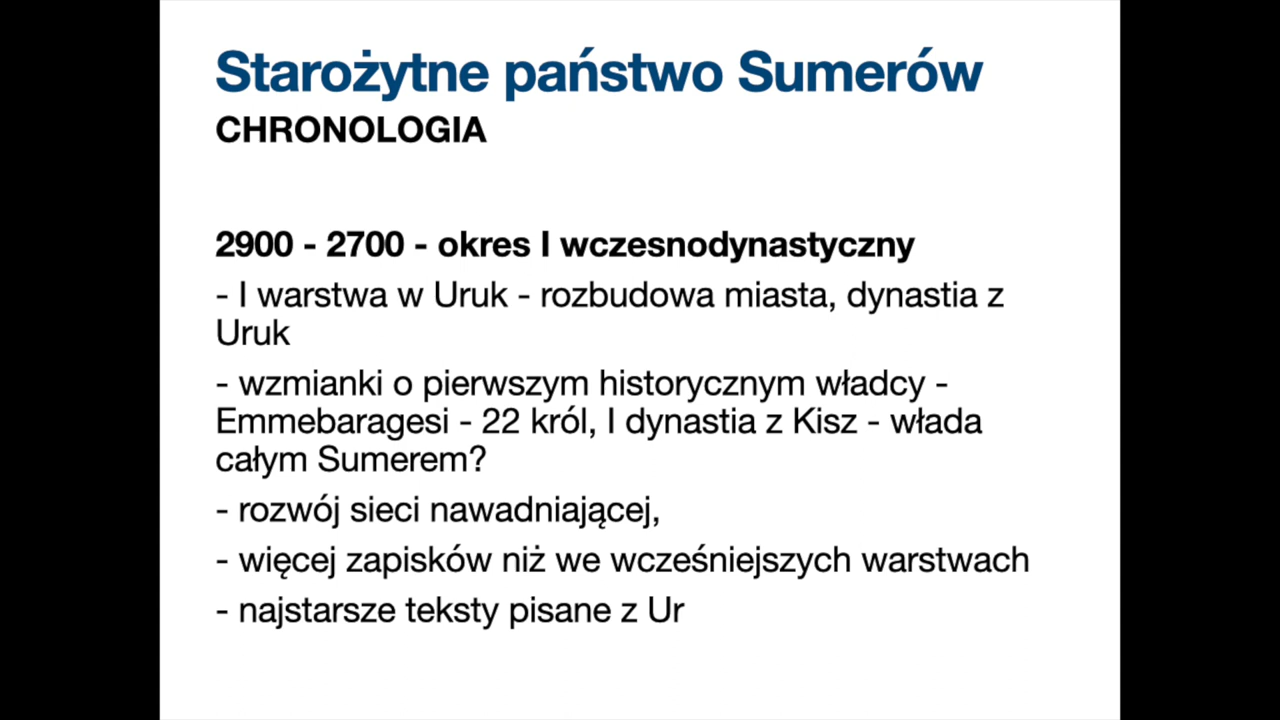 Starożytne państwo Sumerów
CHRONOLOGIA
2900 - 2700 - okres I wczesnodynastyczny
- I warstwa w Uruk - rozbudowa miasta, dynastia z
Uruk
- wzmianki o pierwszym historycznym władcy -
Emmebaragesi - 22 król, I dynastia z Kisz - włada
całym Sumerem?
- rozwój sieci nawadniającej,
- więcej zapisków niż we wcześniejszych warstwach
- najstarsze teksty pisane z Ur